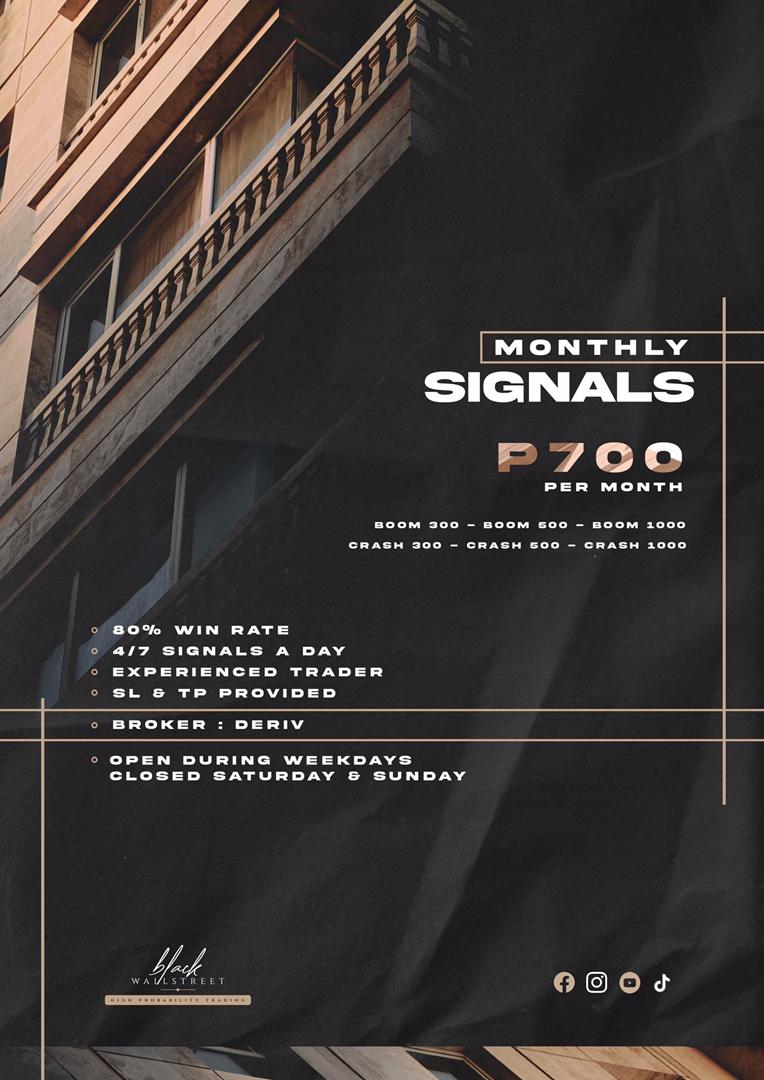 MONTHLY
SIGNALS
P700
PER MONTH
BOOM 300 – BOOM 500 – BOOM 1000
CRASH 300 – CRASH 500 – CRASH 1000
80% WIN RATE
4/7 SIGNALS A DAY
EXPERIENCED TRADER
SL & TP PROVIDED
BROKER : DERIV
OPEN DURING WEEKDAYS
CLOSED SATURDAY & SUNDAY
black
WALLSTREET
HIGH PROBABILITY TRADING